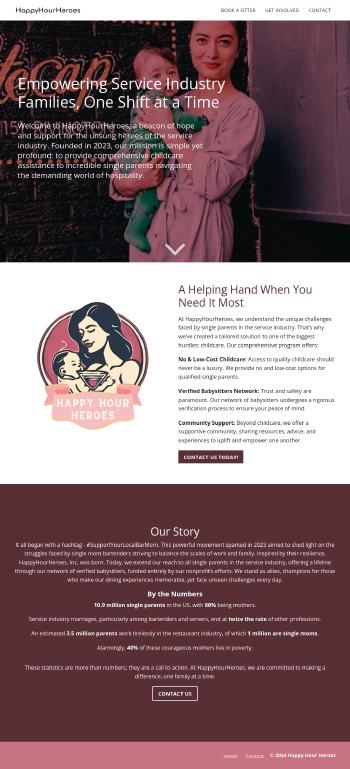 HappyHourHeroes
BOOK A SITTER GET INVOLVED CONTACT
Empowering Service Industry
Families, One Shift at a Time
Welcome to HappyHourHeroes, a beacon of hope
and support for the unsung heroes of the service
industry. Founded in 2023, our mission is simple yet
profound: to provide comprehensive childcare
assistance to incredible single parents navigating
the demanding world of hospitality.
A Helping Hand When You
Need It Most
At HappyHourHeroes, we understand the unique challenges
faced by single parents in the service industry. That's why
we've created a tailored solution to one of the biggest
hurdles: childcare. Our comprehensive program offers:
No & Low-Cost Childcare: Access to quality childcare should
never be a luxury. We provide no and low-cost options for
qualified single parents.
Verified Babysitters Network: Trust and safety are
paramount. Our network of babysitters undergoes a rigorous
verification process to ensure your peace of mind.
Community Support: Beyond childcare, we offer a
supportive community, sharing resources, advice, and
experiences to uplift and empower one another.
CONTACT US TODAY!
HAPPY HOUR
HEROES
Our Story
It all began with a hashtag - #SupportYourLocalBarMom. This powerful movement sparked in 2023 aimed to shed light on the
struggles faced by single mom bartenders striving to balance the scales of work and family. Inspired by their resilience,
HappyHourHeroes, Inc. was born. Today, we extend our reach to all single parents in the service industry, offering a lifeline
through our network of verified babysitters, funded entirely by our nonprofit's efforts. We stand as allies, champions for those
who make our dining experiences memorable, yet face unseen challenges every day.
By the Numbers
10.9 million single parents in the US, with 80% being mothers.
Service industry marriages, particularly among bartenders and servers, end at twice the rate of other professions.
An estimated 3.5 million parents work tirelessly in the restaurant industry, of which 1 million are single moms.
Alarmingly, 40% of these courageous mothers live in poverty.
These statistics are more than numbers; they are a call to action. At HappyHourHeroes, we are committed to making a
difference, one family at a time.
CONTACT US
Home Contact © 2024 Happy Hour Heroes